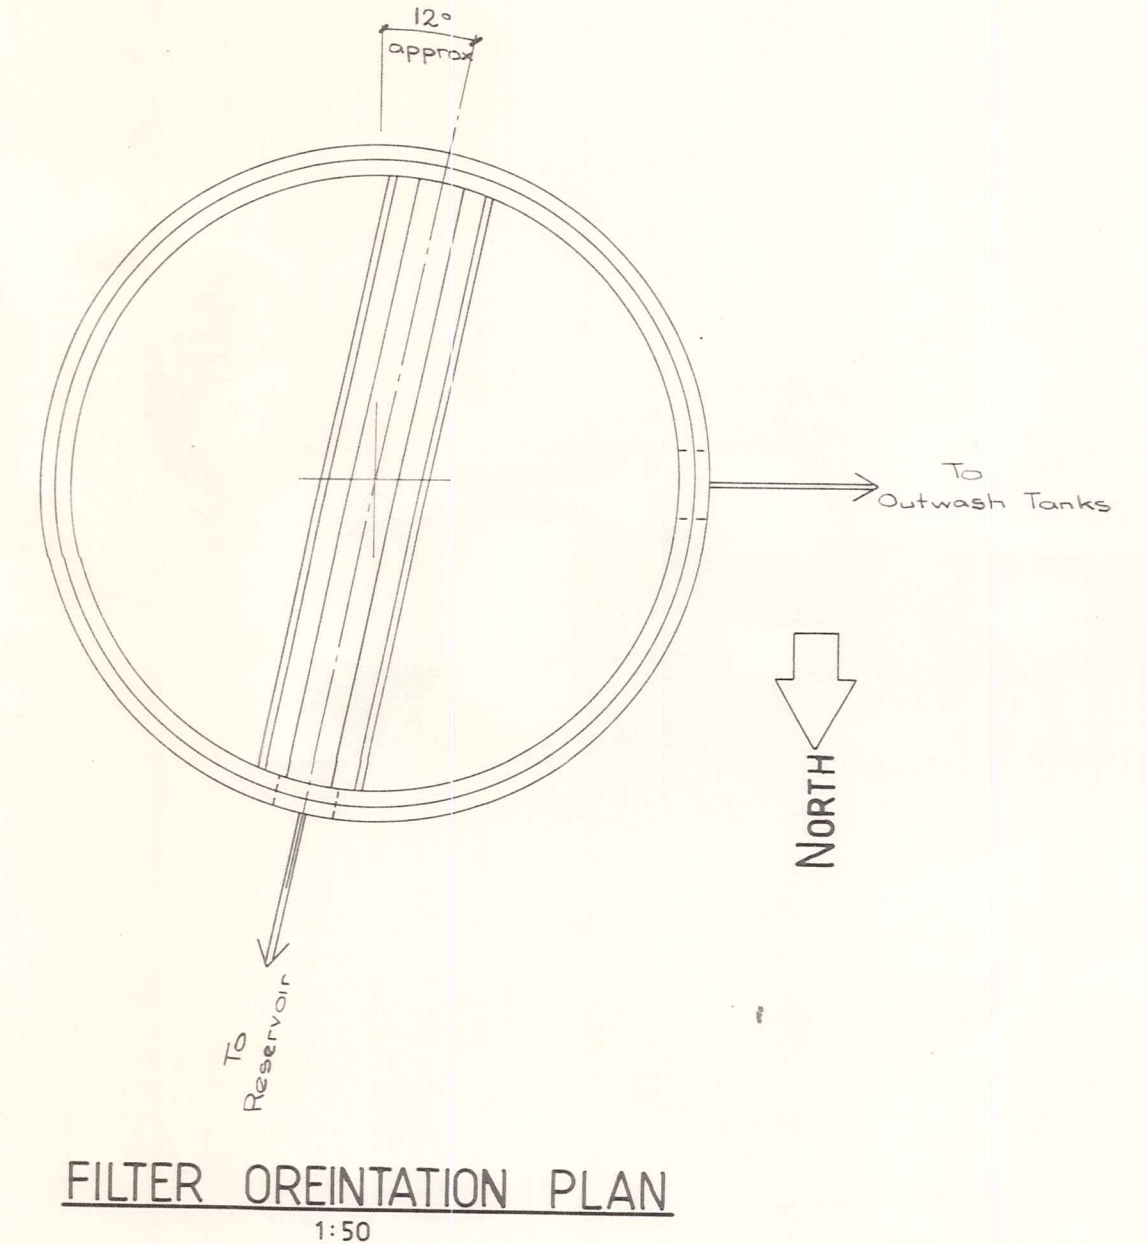 12°
approx
To
Outwash Tanks
NORTH
To
Reservoir
FILTER OREINTATION PLAN
1:50